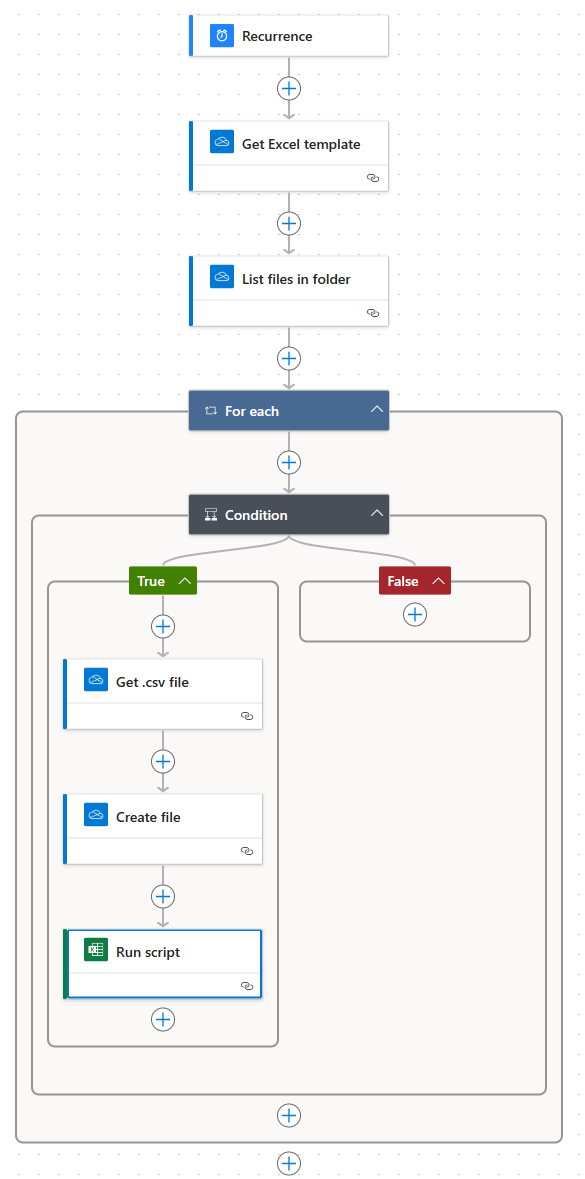 Recurrence
Get Excel template
List files in folder
For each
Condition
True
False
Get .csv file
Create file
Run script